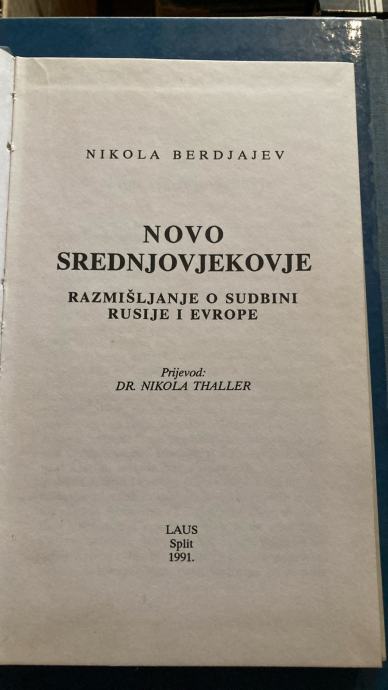 NIKOLA BERDJAJEV
NOVO
SREDNJOVJEKOVJE
RAZMIŠLJANJE O SUDBINI
RUSIJE I EVROPE
Prijevod:
DR. NIKOLA THALLER
LAUS
Split
1991.